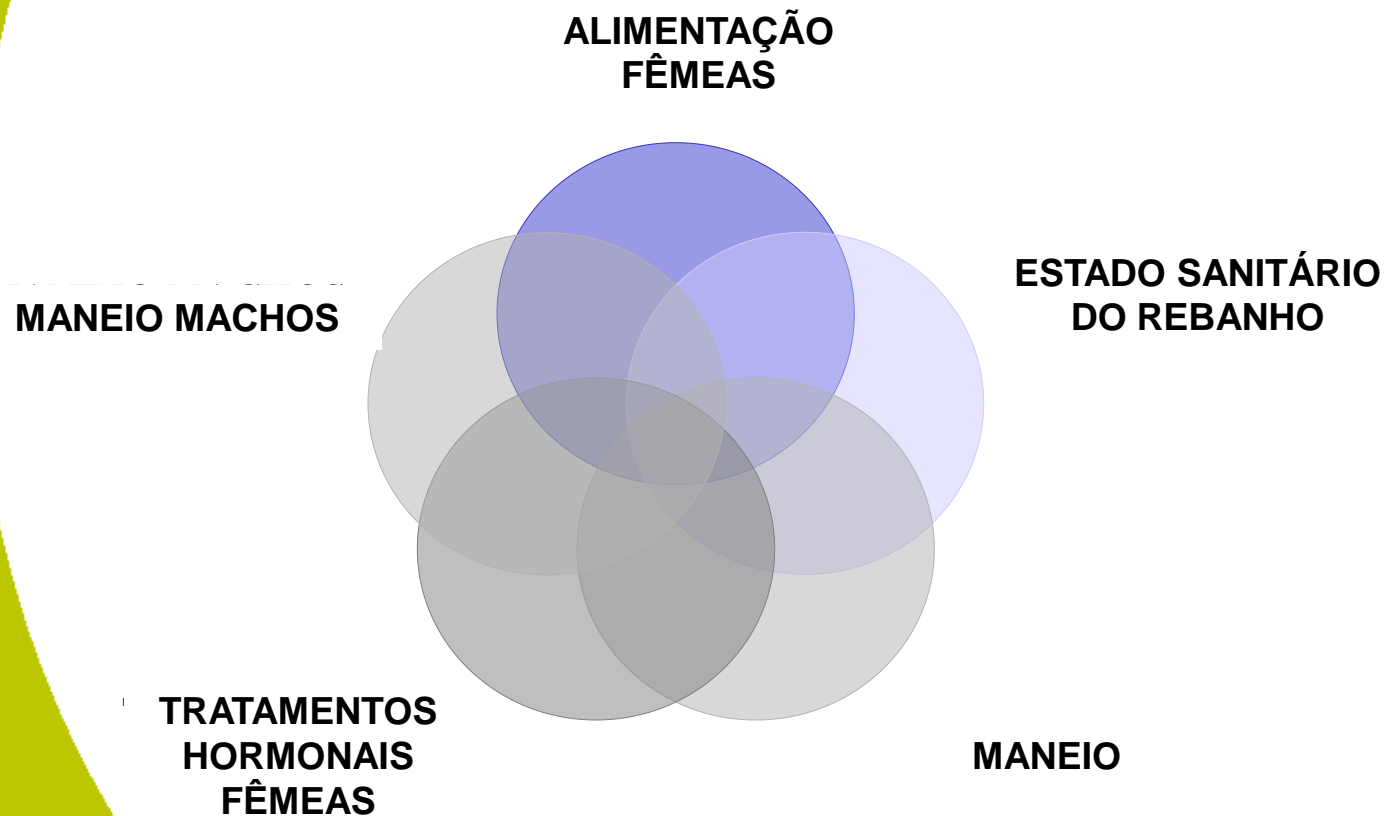 ALIMENTAÇÃO
FÊMEAS
ESTADO SANITÁRIO
DO REBANHO
MANEIO MACHOS
TRATAMENTOS
HORMONAIS
FÊMEAS
MANEIO